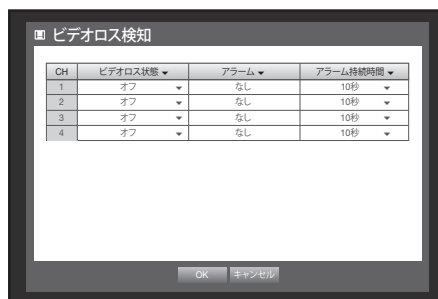 ビデオロス検知
CH ビデオロス状態 アラーム アラーム持続時間
1 オフ なし 10秒
2 オフ なし 10秒
3 オフ なし 10秒
4 オフ なし 10秒
OK キャンセル